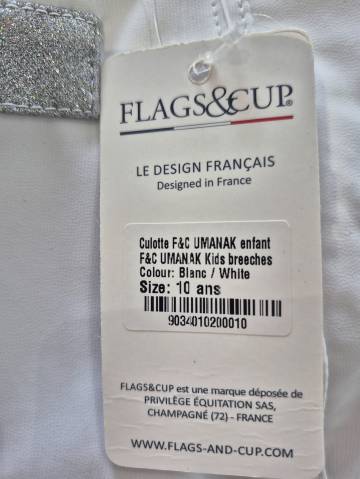 FLAGS&CUP®
LE DESIGN FRANÇAIS
Designed in France
Culotte F&C UMANAK enfant
F&C UMANAK Kids breeches
Colour: Blanc / White
Size: 10 ans
9034010200010
FLAGS&CUP est une marque déposée de
PRIVILÈGE ÉQUITATION SAS,
CHAMPAGNÉ (72) - FRANCE
WWW.FLAGS-AND-CUP.COM